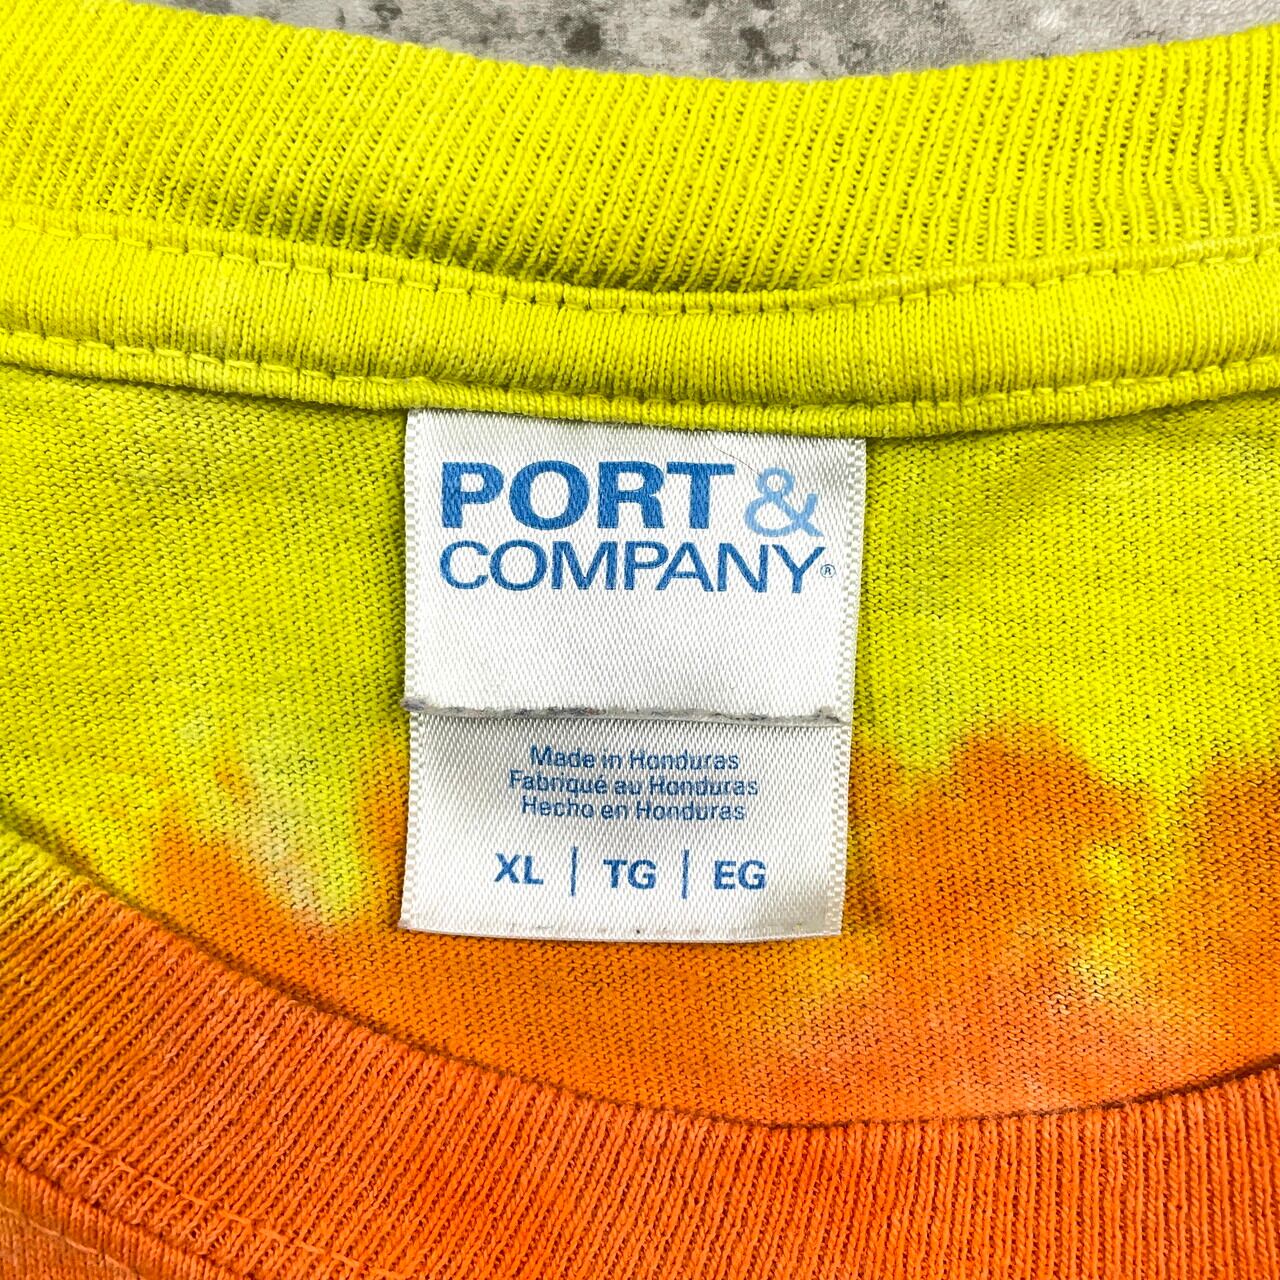 PORT &
COMPANY®
Made in Honduras
Fabriqué au Honduras
Hecho en Honduras
XL | TG | EG